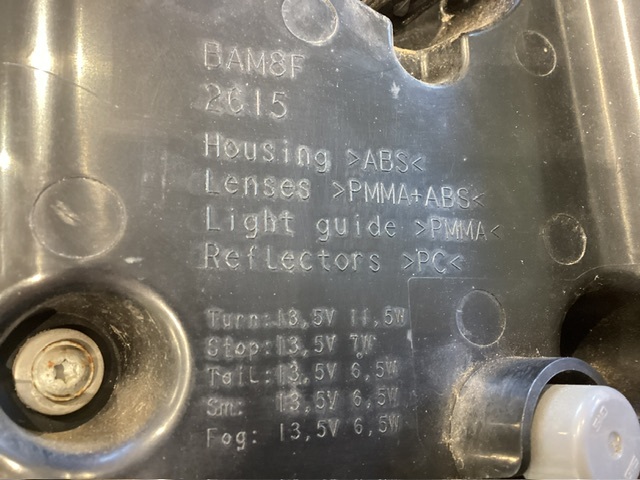 BAM8F
2615
Housing >ABS<
Lenses >PMMA+ABS<
Light guide >PMMA<
Reflectors >PC<
Turn: 13,5V 11,5W
Stop: 13,5V 7W
Tail: 13,5V 6,5W
Sm: 13,5V 6,5W
Fog: 13,5V 6,5W